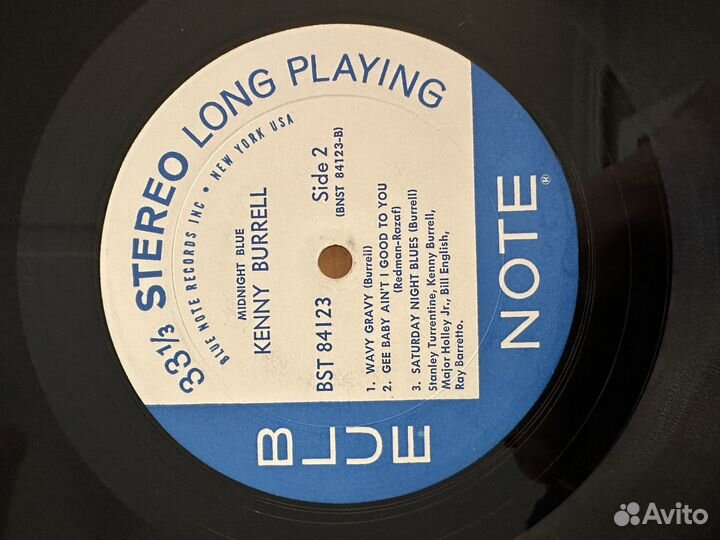 33 1/3 STEREO LONG PLAYING
BLUE NOTE RECORDS INC • NEW YORK USA
MIDNIGHT BLUE
KENNY BURRELL
BST 84123
Side 2
(BNST 84123-B)
1. WAVY GRAVY (Burrell)
2. GEE BABY AIN'T I GOOD TO YOU
(Redman-Razaf)
3. SATURDAY NIGHT BLUES (Burrell)
Stanley Turrentine, Kenny Burrell,
Major Holley Jr., Bill English,
Ray Barretto.
BLUE
NOTE®
Avito